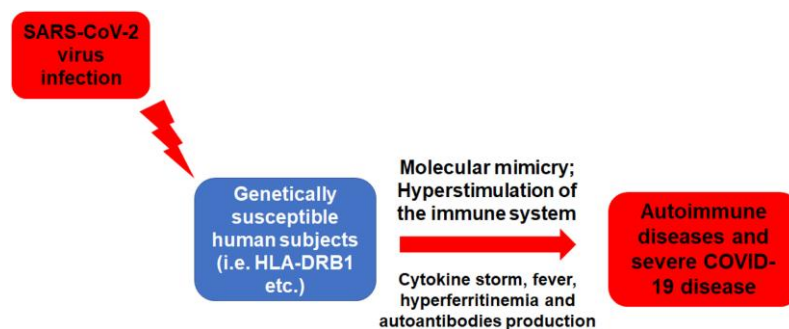 SARS-CoV-2
virus
infection
Genetically
susceptible
human subjects
(i.e. HLA-DRB1
etc.)
Molecular mimicry;
Hyperstimulation of
the immune system
Cytokine storm, fever,
hyperferritinemia and
autoantibodies production
Autoimmune
diseases and
severe COVID-
19 disease